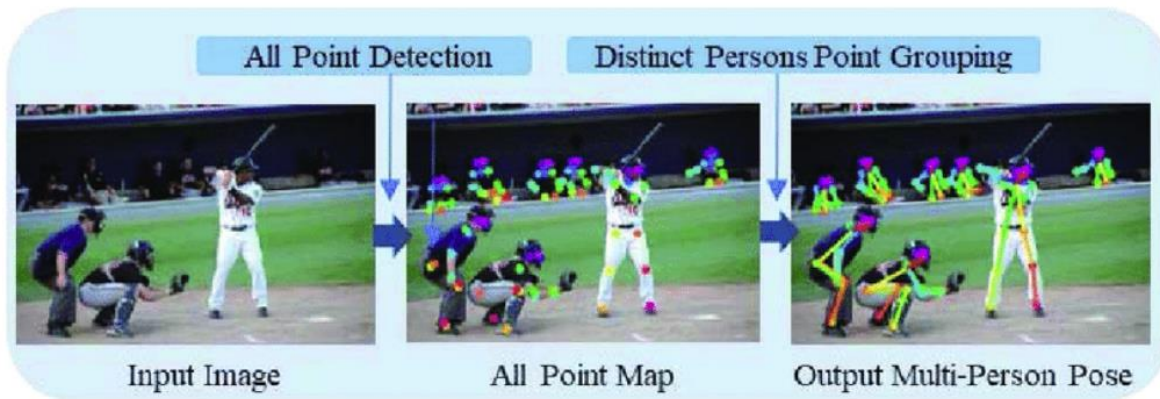 All Point Detection
Distinct Persons Point Grouping
Input Image
All Point Map
Output Multi-Person Pose